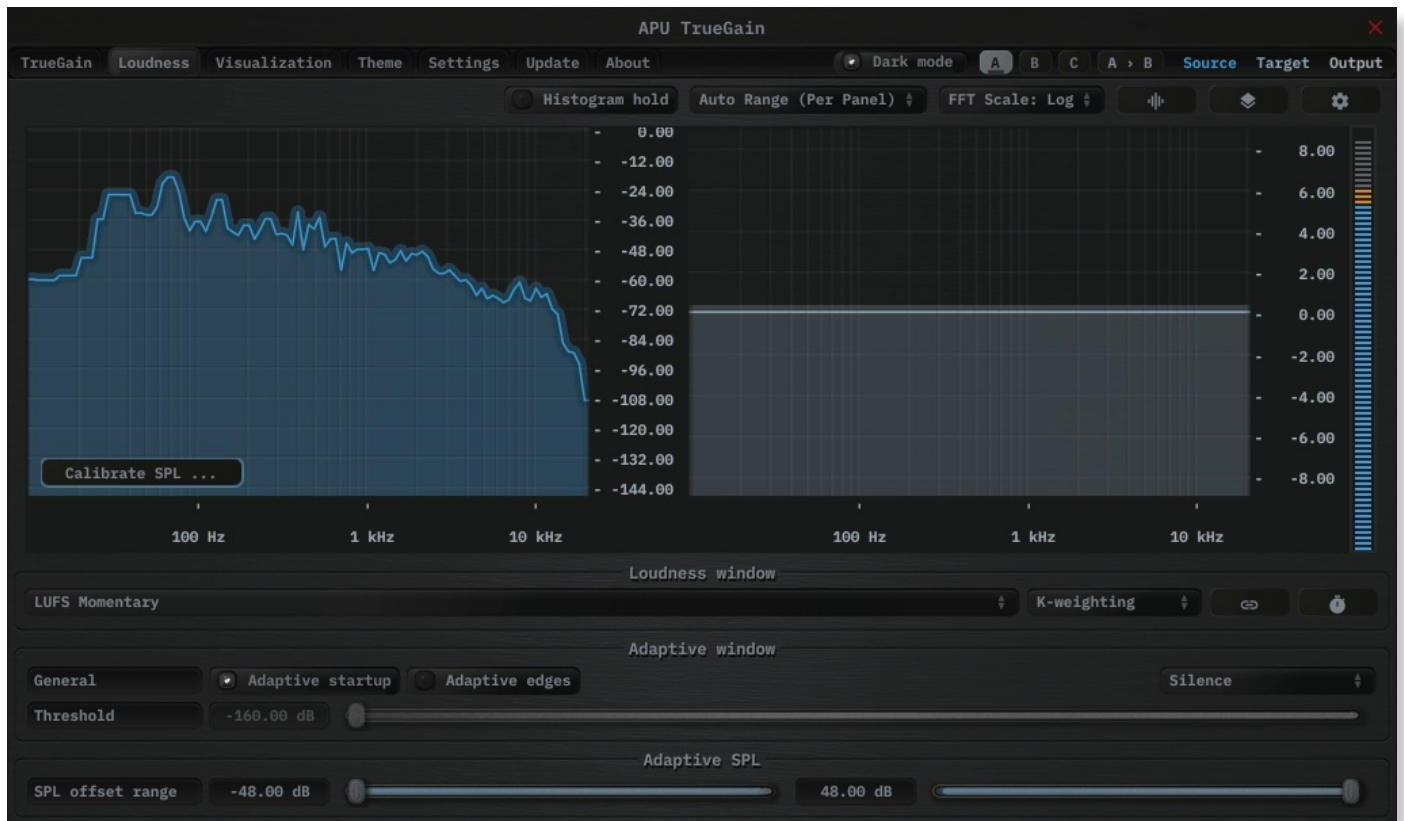 APU TrueGain
TrueGain Loudness Visualization Theme Settings Update About Dark mode A B C A › B Source Target Output
Histogram hold Auto Range (Per Panel) FFT Scale: Log
0.00
-12.00
-24.00
-36.00
-48.00
-60.00
-72.00
-84.00
-96.00
-108.00
-120.00
-132.00
-144.00
8.00
6.00
4.00
2.00
0.00
-2.00
-4.00
-6.00
-8.00
Calibrate SPL ...
100 Hz 1 kHz 10 kHz 100 Hz 1 kHz 10 kHz
Loudness window
LUFS Momentary K-weighting
Adaptive window
General Adaptive startup Adaptive edges Silence
Threshold -160.00 dB
Adaptive SPL
SPL offset range -48.00 dB 48.00 dB